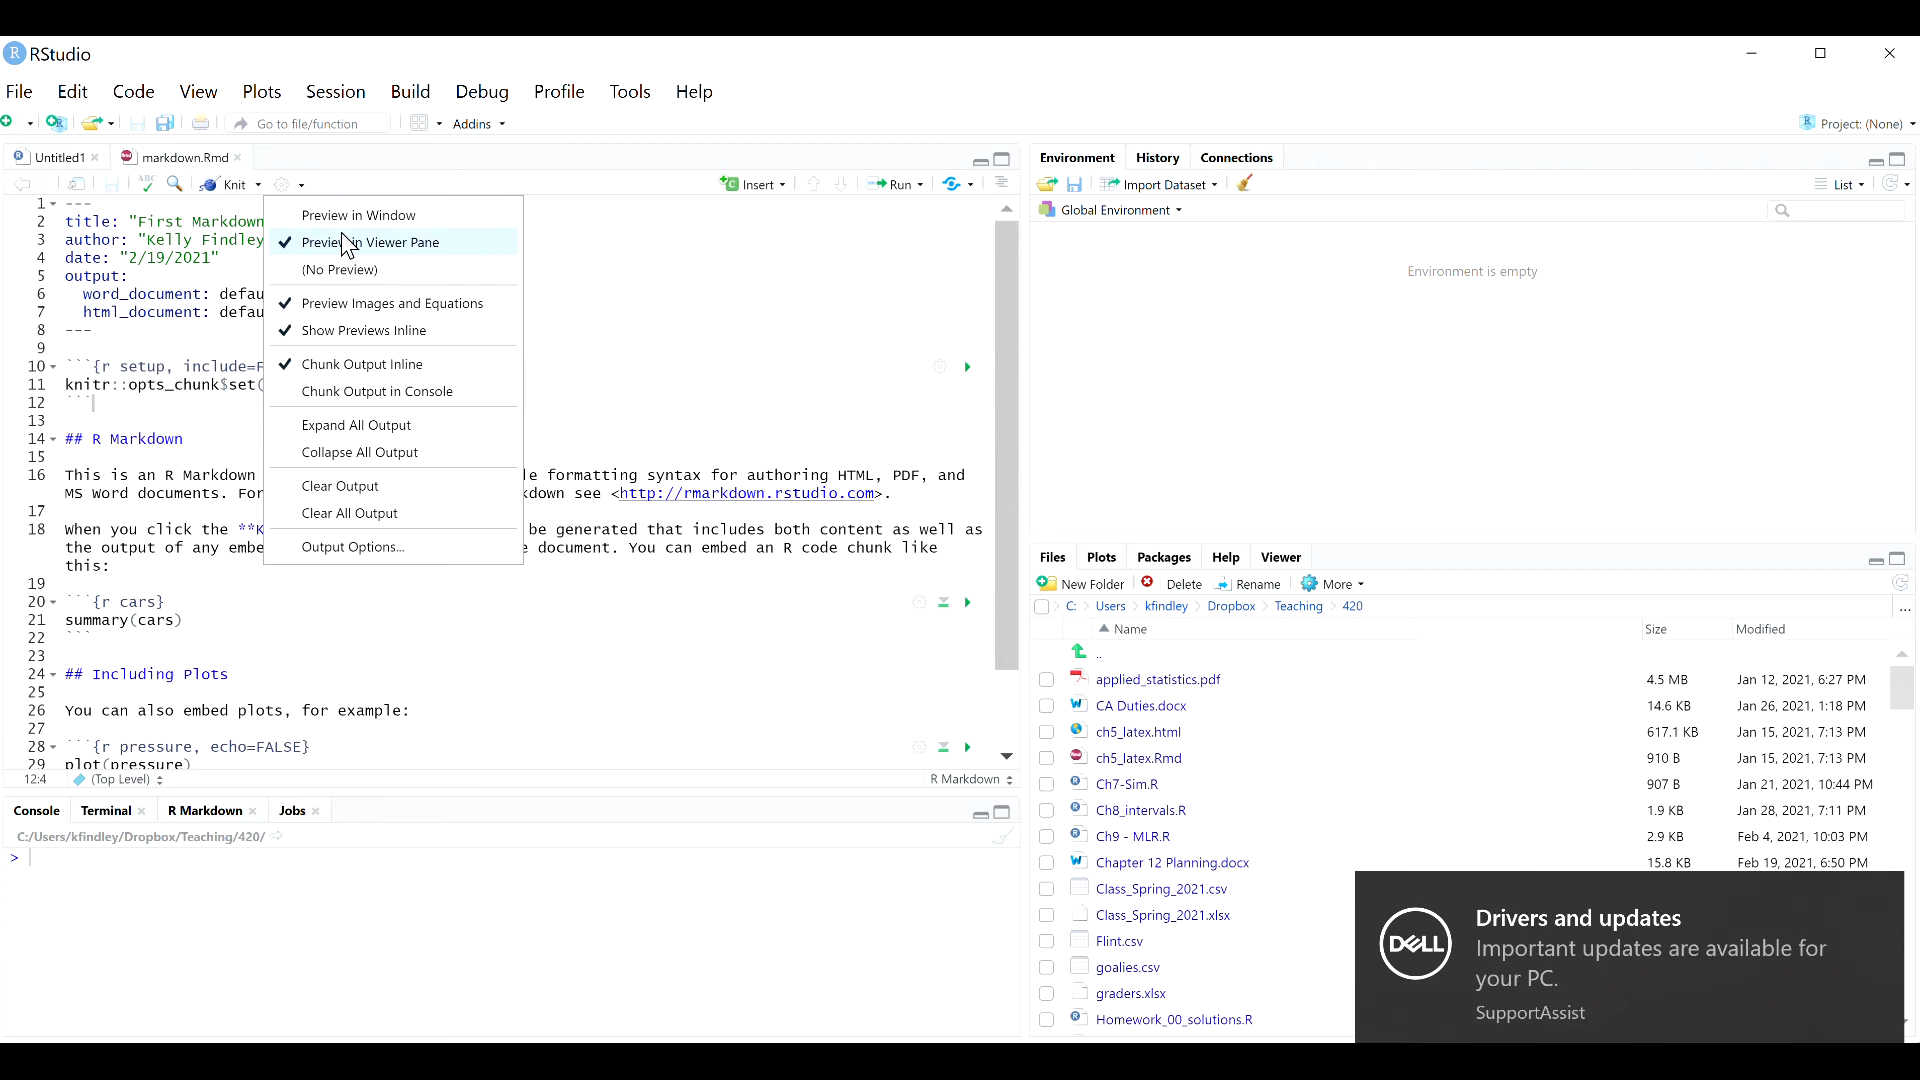 RStudio
File Edit Code View Plots Session Build Debug Profile Tools Help
Go to file/function Addins Project: (None)
Untitled1 markdown.Rmd
ABC Knit Insert Run
1 ---
2 title: "First Markdown
3 author: "Kelly Findley
4 date: "2/19/2021"
5 output:
6 word_document: defau
7 html_document: defau
8 ---
9
10 ```{r setup, include=F
11 knitr::opts_chunk$set(
12 ```
13
14 ## R Markdown
15
16 This is an R Markdown le formatting syntax for authoring HTML, PDF, and
MS Word documents. For kdown see <http://rmarkdown.rstudio.com>.
17
18 When you click the **K be generated that includes both content as well as
the output of any embe e document. You can embed an R code chunk like
this:
19
20 ```{r cars}
21 summary(cars)
22 ```
23
24 ## Including Plots
25
26 You can also embed plots, for example:
27
28 ```{r pressure, echo=FALSE}
29 plot(pressure)
12:4 (Top Level) R Markdown
Preview in Window
Preview in Viewer Pane
(No Preview)
Preview Images and Equations
Show Previews Inline
Chunk Output Inline
Chunk Output in Console
Expand All Output
Collapse All Output
Clear Output
Clear All Output
Output Options...
Console Terminal R Markdown Jobs
C:/Users/kfindley/Dropbox/Teaching/420/
>
Environment History Connections
Import Dataset List
Global Environment
Environment is empty
Files Plots Packages Help Viewer
New Folder Delete Rename More
C: Users kfindley Dropbox Teaching 420 ...
Name Size Modified
..
applied_statistics.pdf 4.5 MB Jan 12, 2021, 6:27 PM
CA Duties.docx 14.6 KB Jan 26, 2021, 1:18 PM
ch5_latex.html 617.1 KB Jan 15, 2021, 7:13 PM
ch5_latex.Rmd 910 B Jan 15, 2021, 7:13 PM
Ch7-Sim.R 907 B Jan 21, 2021, 10:44 PM
Ch8_intervals.R 1.9 KB Jan 28, 2021, 7:11 PM
Ch9 - MLR.R 2.9 KB Feb 4, 2021, 10:03 PM
Chapter 12 Planning.docx 15.8 KB Feb 19, 2021, 6:50 PM
Class_Spring_2021.csv
Class_Spring_2021.xlsx
Flint.csv
goalies.csv
graders.xlsx
Homework_00_solutions.R
DELL
Drivers and updates
Important updates are available for
your PC.
SupportAssist